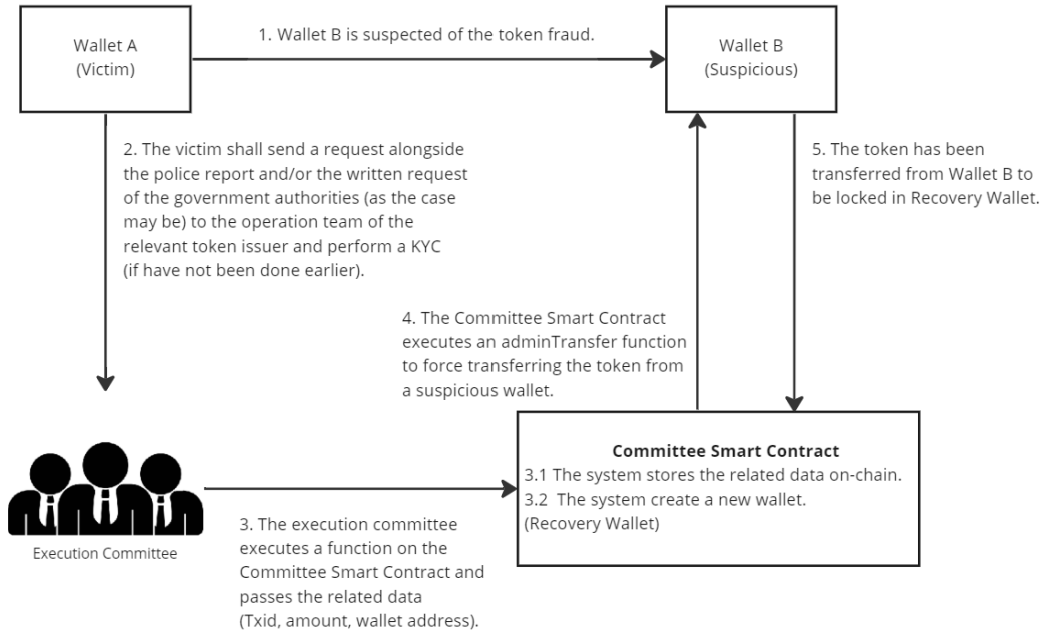 Wallet A
(Victim)
1. Wallet B is suspected of the token fraud.
Wallet B
(Suspicious)
2. The victim shall send a request alongside
the police report and/or the written request
of the government authorities (as the case
may be) to the operation team of the
relevant token issuer and perform a KYC
(if have not been done earlier).
5. The token has been
transferred from Wallet B to
be locked in Recovery Wallet.
4. The Committee Smart Contract
executes an adminTransfer function
to force transferring the token from
a suspicious wallet.
Committee Smart Contract
3.1 The system stores the related data on-chain.
3.2 The system create a new wallet.
(Recovery Wallet)
Execution Committee
3. The execution committee
executes a function on the
Committee Smart Contract and
passes the related data
(Txid, amount, wallet address).